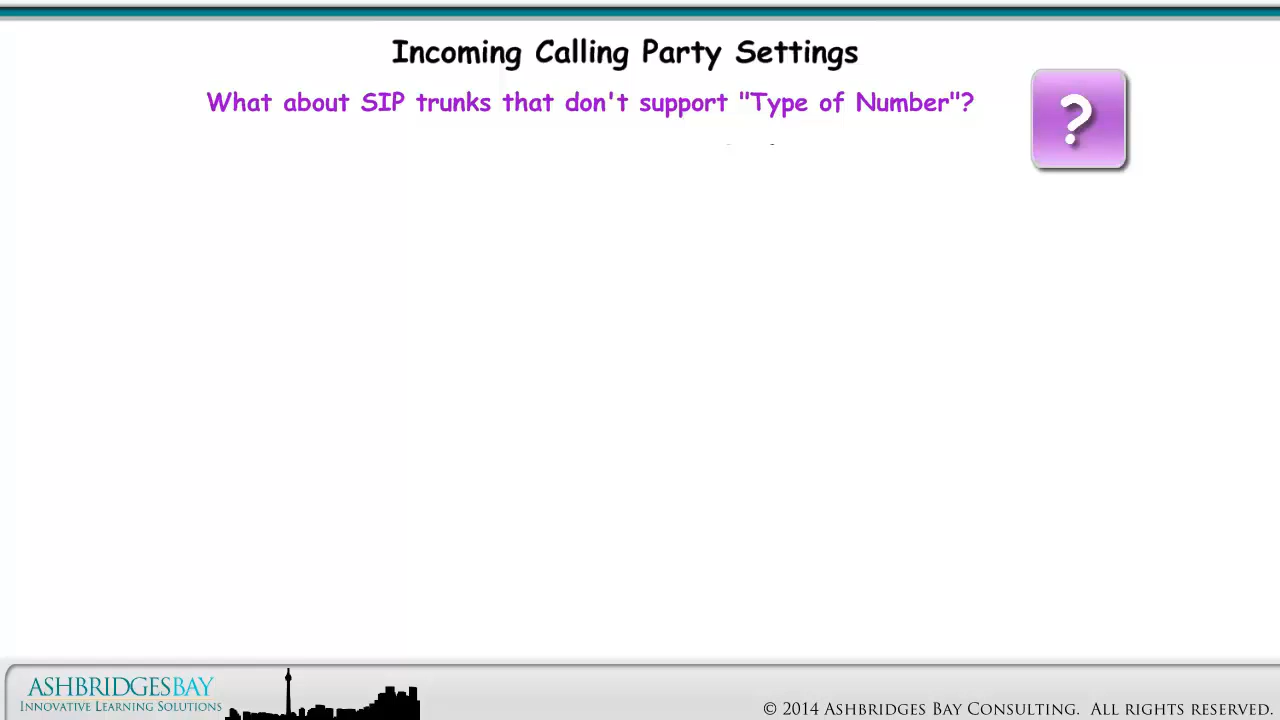 Incoming Calling Party Settings
What about SIP trunks that don't support "Type of Number"?
?
ASHBRIDGESBAY
INNOVATIVE LEARNING SOLUTIONS
© 2014 ASHBRIDGES BAY CONSULTING. ALL RIGHTS RESERVED.